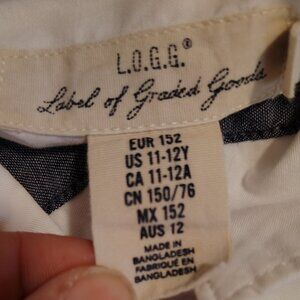 L.O.G.G.®
Label of Graded Goods
EUR 152
US 11-12Y
CA 11-12A
CN 150/76
MX 152
AUS 12
MADE IN
BANGLADESH
FABRIQUÉ EN
BANGLADESH